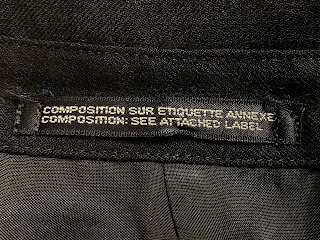 COMPOSITION SUR ETIQUETTE ANNEXE
COMPOSITION: SEE ATTACHED LABEL